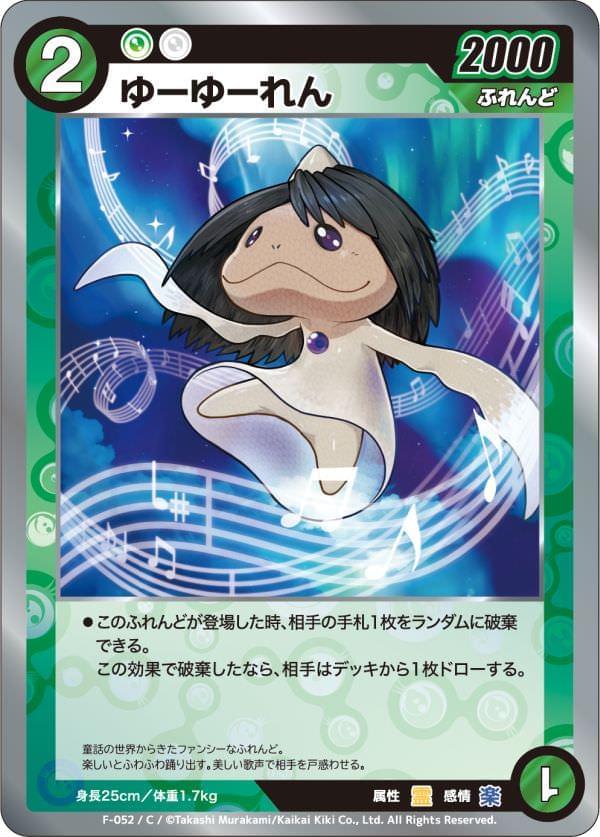 2
2000
ゆーゆーれん
ふれんど
●このふれんどが登場した時、相手の手札1枚をランダムに破棄
できる。
この効果で破棄したなら、相手はデッキから1枚ドローする。
童話の世界からきたファンシーなふれんど。
楽しいとふわふわ踊り出す。美しい歌声で相手を戸惑わせる。
身長25cm／体重1.7kg
属性 霊 感情 楽
F-052 / C / ©Takashi Murakami/Kaikai Kiki Co., Ltd. All Rights Reserved.